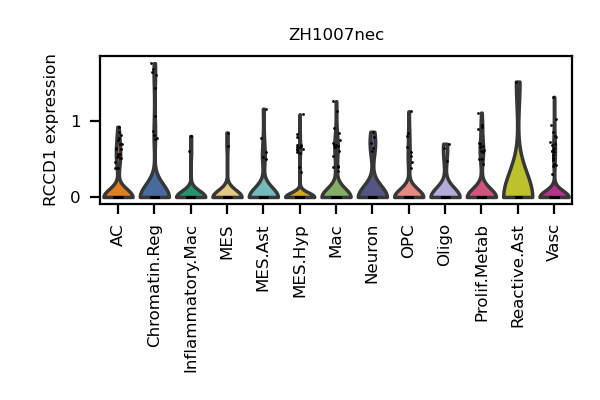 ZH1007nec
RCCD1 expression
1
0
AC
Chromatin.Reg
Inflammatory.Mac
MES
MES.Ast
MES.Hyp
Mac
Neuron
OPC
Oligo
Prolif.Metab
Reactive.Ast
Vasc